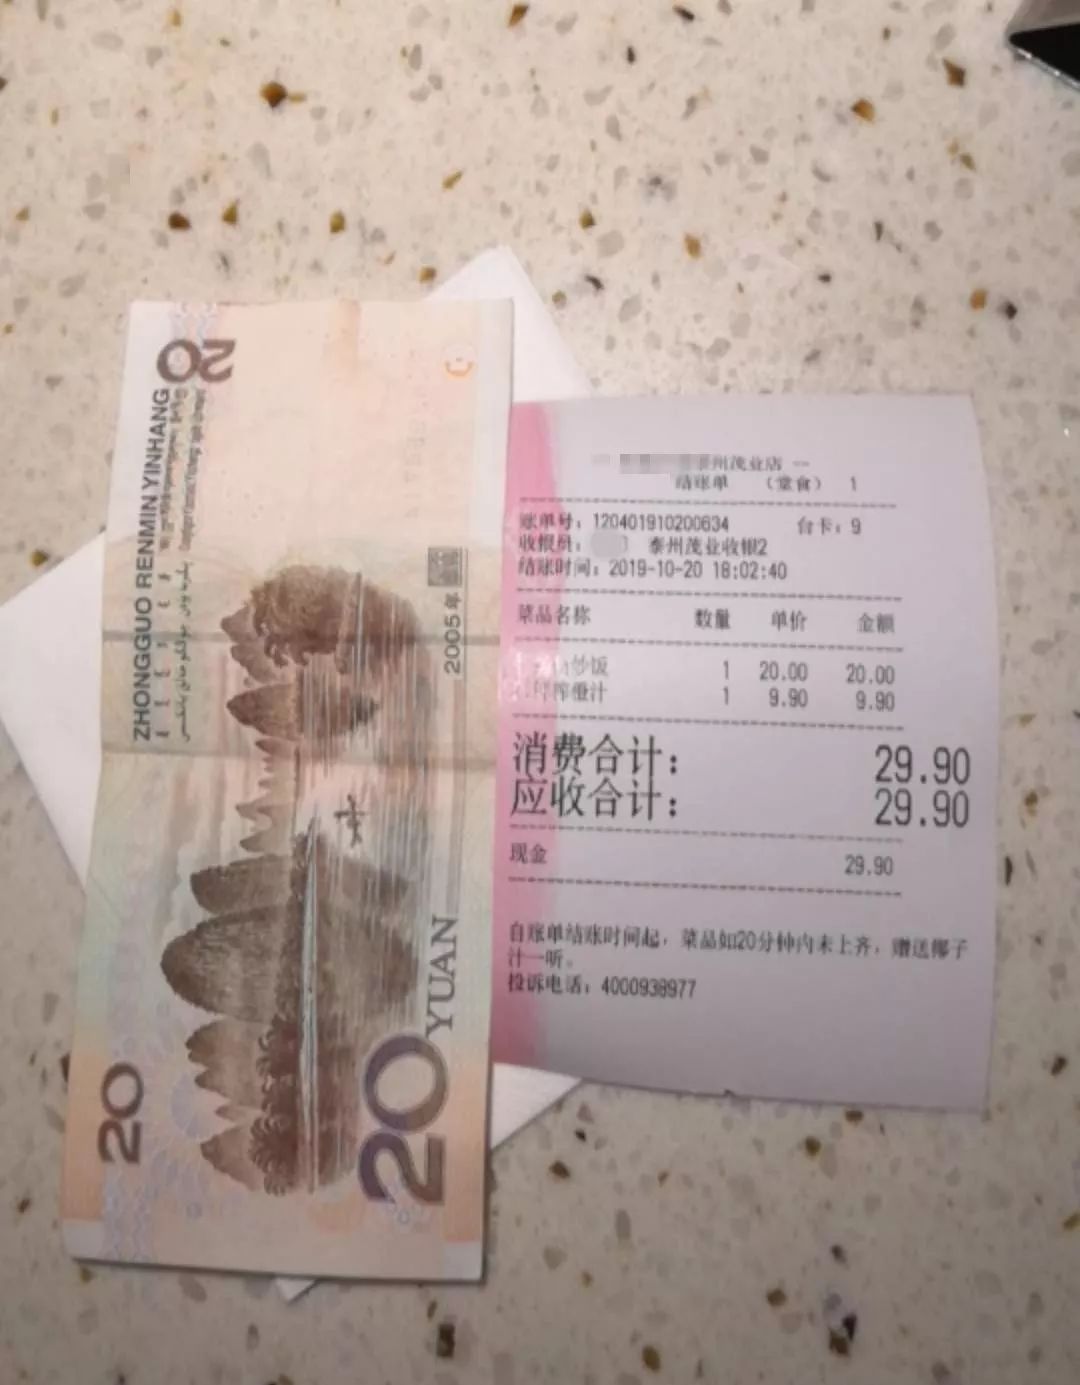 20
ZHONGGUO RENMIN YINHANG
2005年
20
20
YUAN
泰州茂业店 --
结账单 （堂食） 1
账单号：120401910200634 台卡：9
收银员： 泰州茂业收银2
结账时间：2019-10-20 18:02:40
菜品名称 数量 单价 金额
炒饭 1 20.00 20.00
榨橙汁 1 9.90 9.90
消费合计： 29.90
应收合计： 29.90
现金 29.90
自账单结账时间起，菜品如20分钟内未上齐，赠送椰子
汁一听。
投诉电话：4000938977